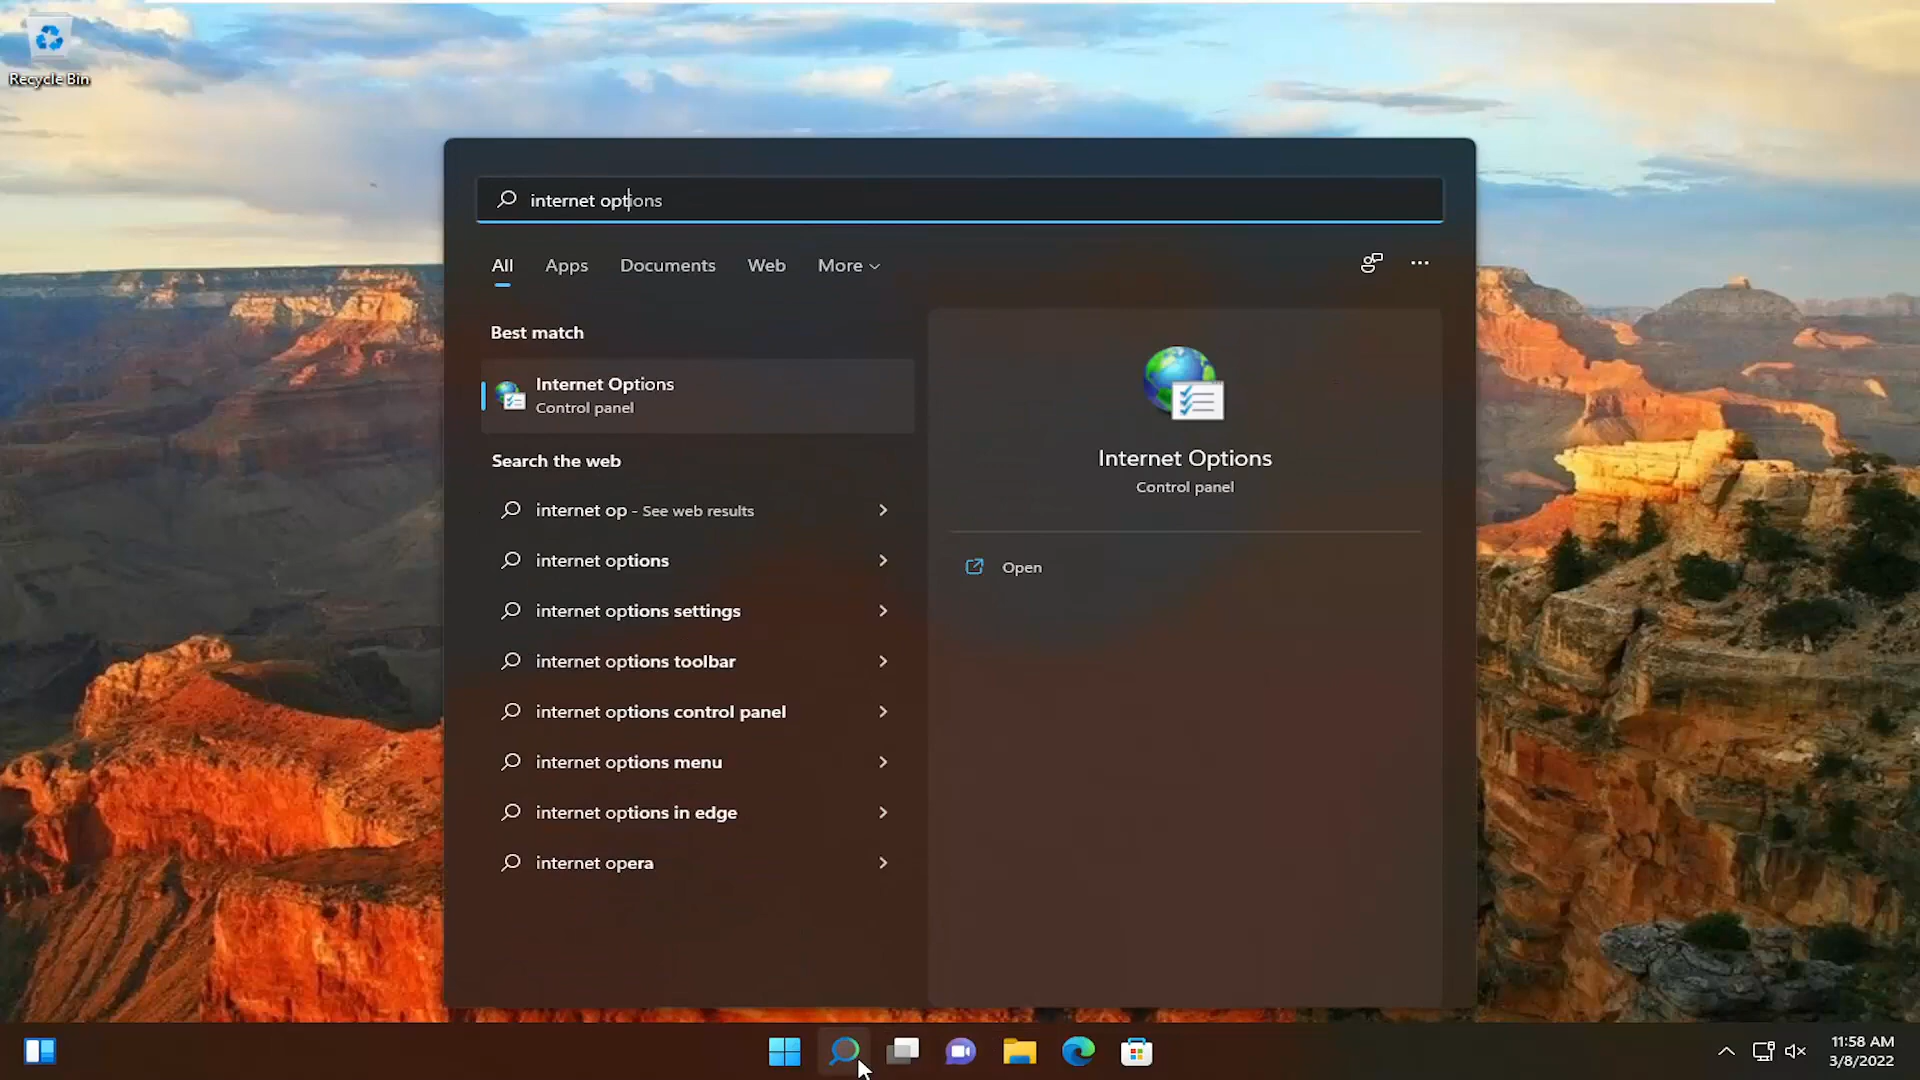 Recycle Bin
internet options
All Apps Documents Web More
Best match
Internet Options
Control panel
Search the web
internet op - See web results
internet options
internet options settings
internet options toolbar
internet options control panel
internet options menu
internet options in edge
internet opera
Internet Options
Control panel
Open
11:58 AM
3/8/2022